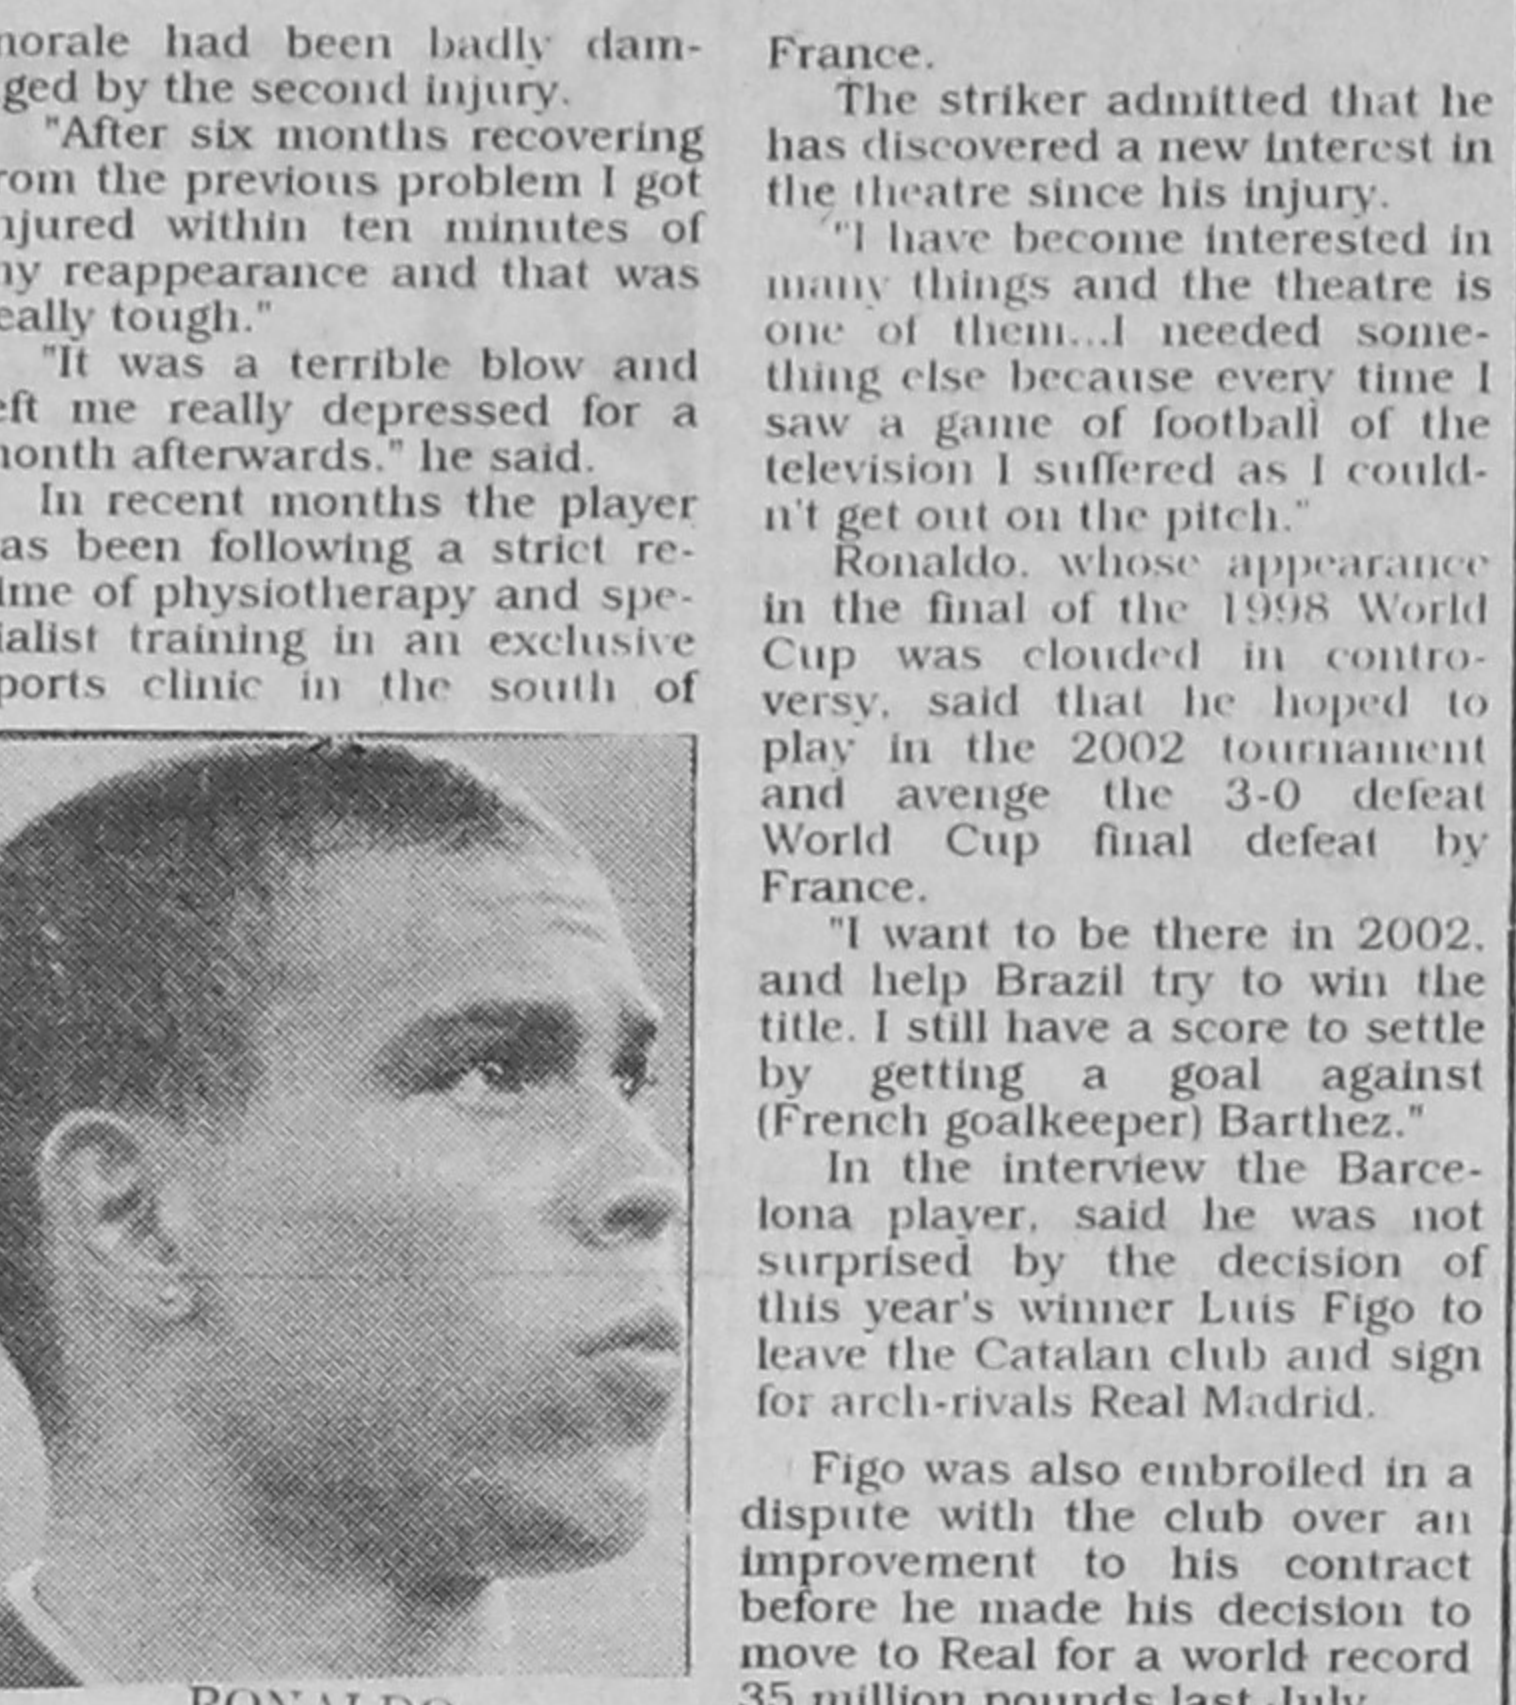 norale had been badly dam-
ged by the second injury.
"After six months recovering
rom the previous problem I got
njured within ten minutes of
ny reappearance and that was
eally tough."
"It was a terrible blow and
eft me really depressed for a
nonth afterwards," he said.
In recent months the player
as been following a strict re-
ime of physiotherapy and spe-
ialist training in an exclusive
ports clinic in the south of
RONALDO
France.
The striker admitted that he
has discovered a new interest in
the theatre since his injury.
"I have become interested in
many things and the theatre is
one of them...I needed some-
thing else because every time I
saw a game of football of the
television I suffered as I could-
n't get out on the pitch."
Ronaldo, whose appearance
in the final of the 1998 World
Cup was clouded in contro-
versy, said that he hoped to
play in the 2002 tournament
and avenge the 3-0 defeat
World Cup final defeat by
France.
"I want to be there in 2002,
and help Brazil try to win the
title. I still have a score to settle
by getting a goal against
(French goalkeeper) Barthez."
In the interview the Barce-
lona player, said he was not
surprised by the decision of
this year's winner Luis Figo to
leave the Catalan club and sign
for arch-rivals Real Madrid.
Figo was also embroiled in a
dispute with the club over an
improvement to his contract
before he made his decision to
move to Real for a world record
35 million pounds last July.